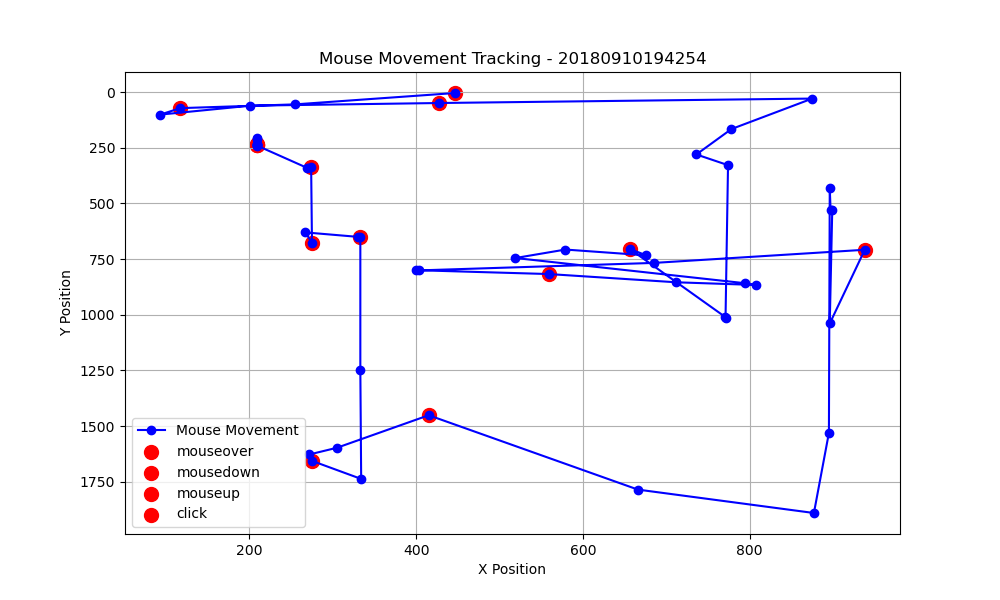 Mouse Movement Tracking - 20180910194254
0
250
500
750
1000
1250
1500
1750
Y Position
Mouse Movement
mouseover
mousedown
mouseup
click
200 400 600 800
X Position